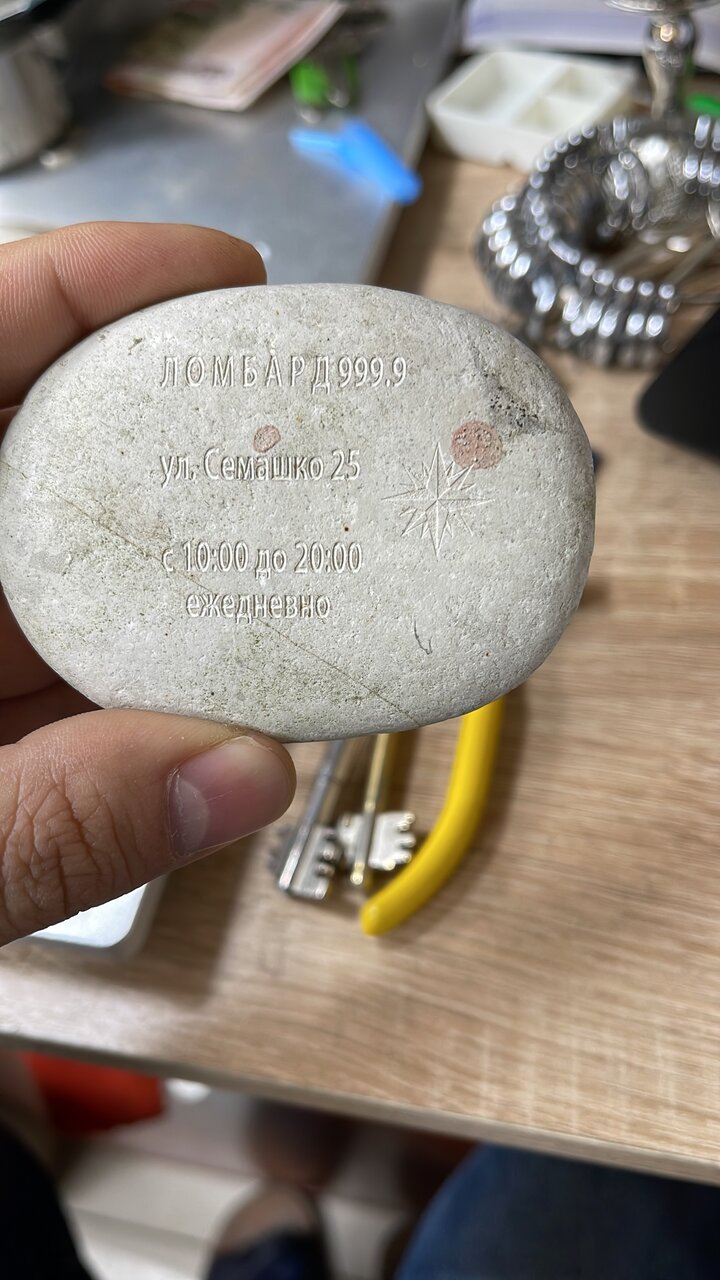 ЛОМБАРД 999.9
ул. Семашко 25
с 10:00 до 20:00
ежедневно